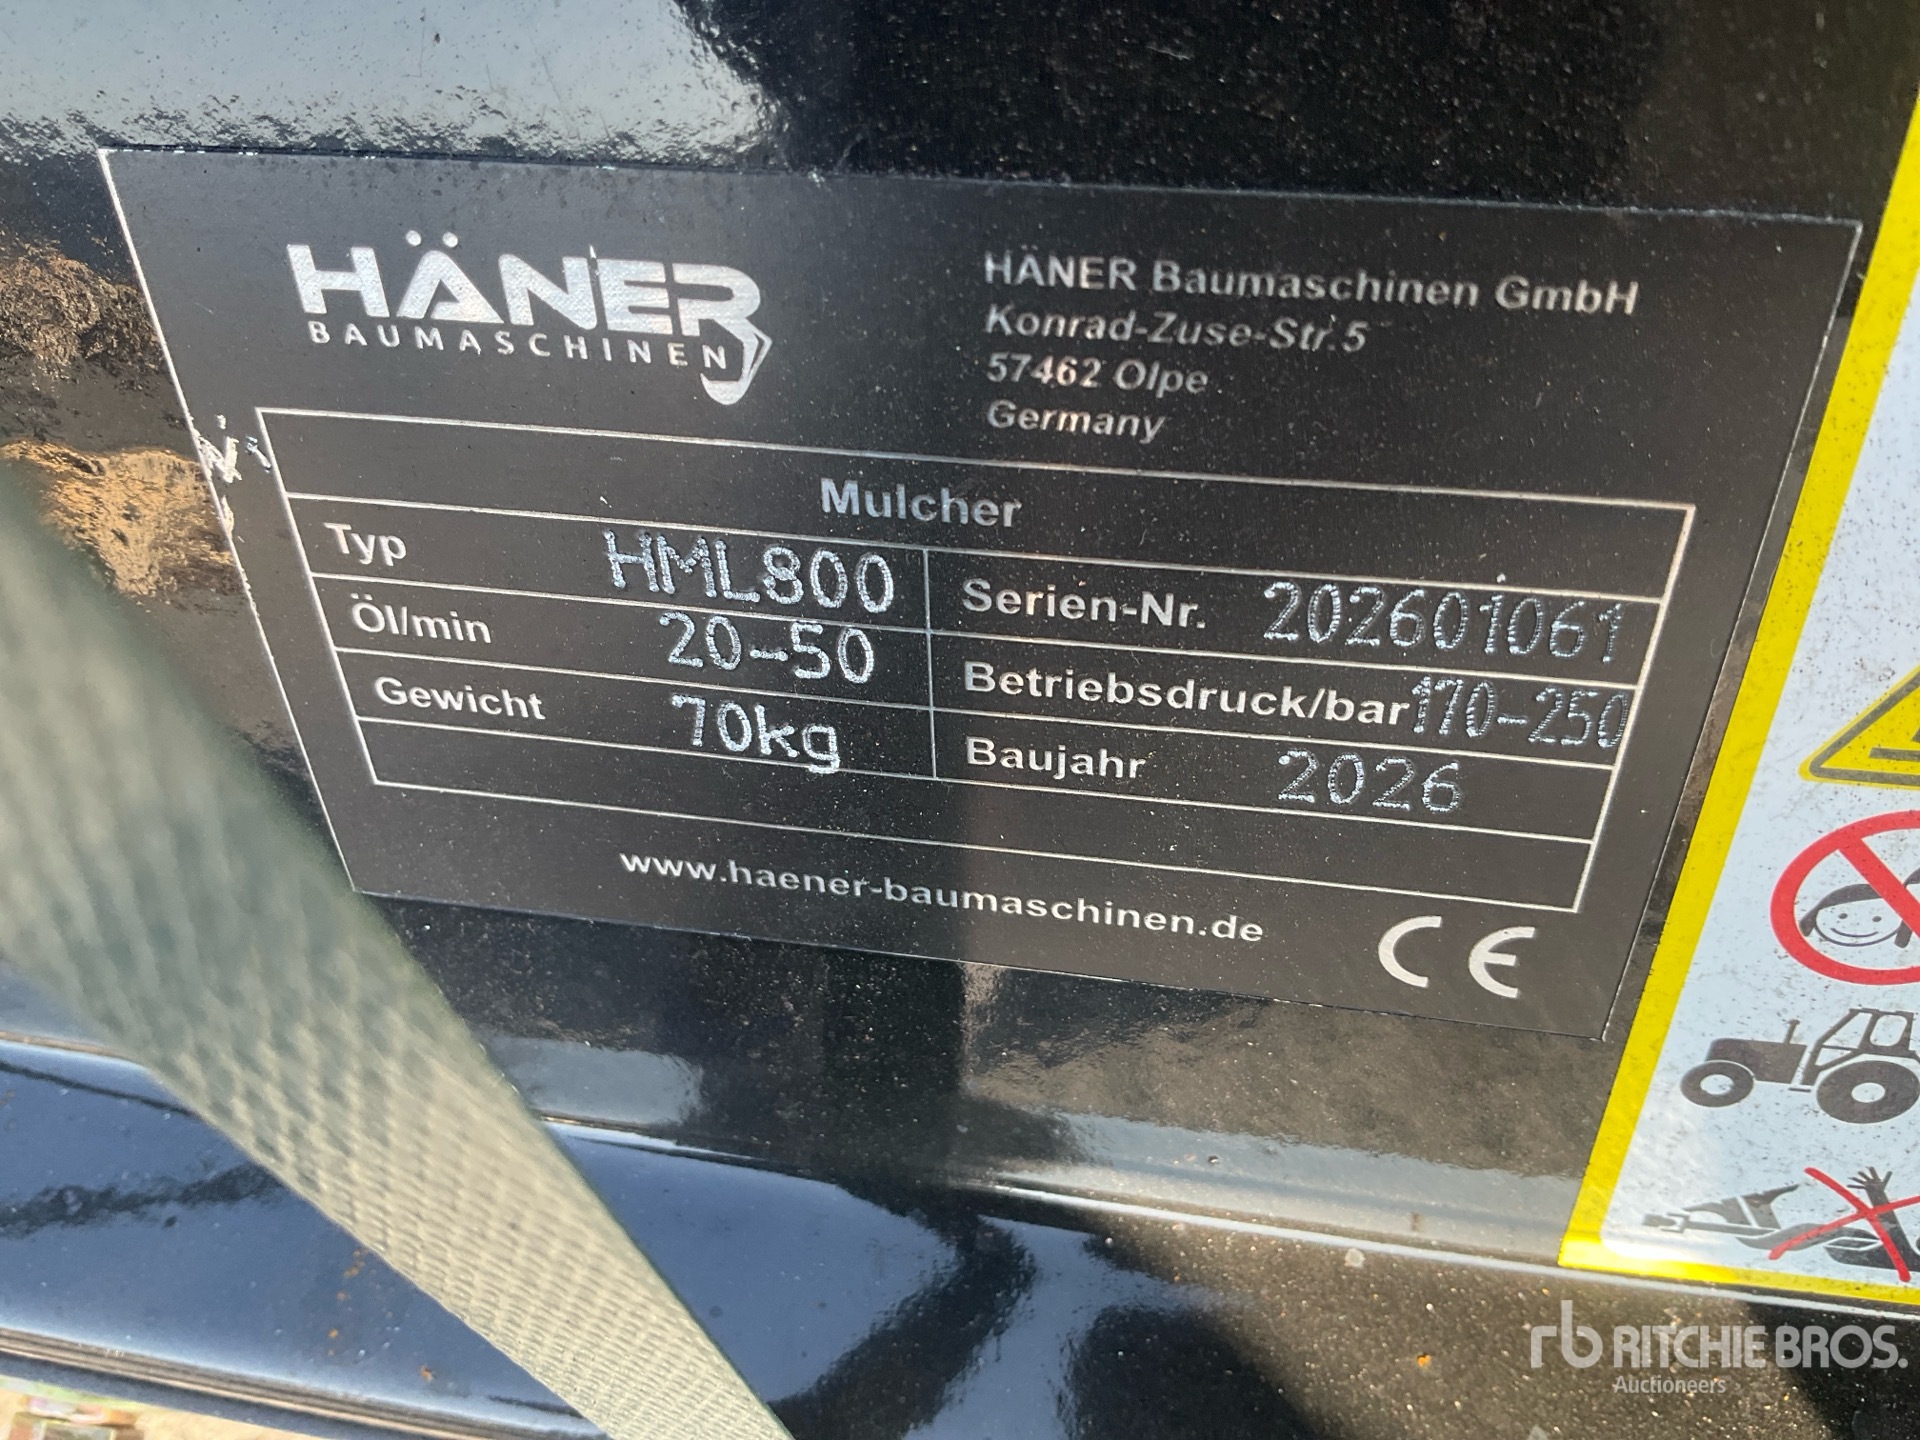 HÄNER
BAUMASCHINEN
HÄNER Baumaschinen GmbH
Konrad-Zuse-Str.5
57462 Olpe
Germany
Mulcher
Typ HML800 Serien-Nr. 202601061
Öl/min 20-50 Betriebsdruck/bar 170-250
Gewicht 70kg Baujahr 2026
www.haener-baumaschinen.de
CE
rb RITCHIE BROS.
Auctioneers